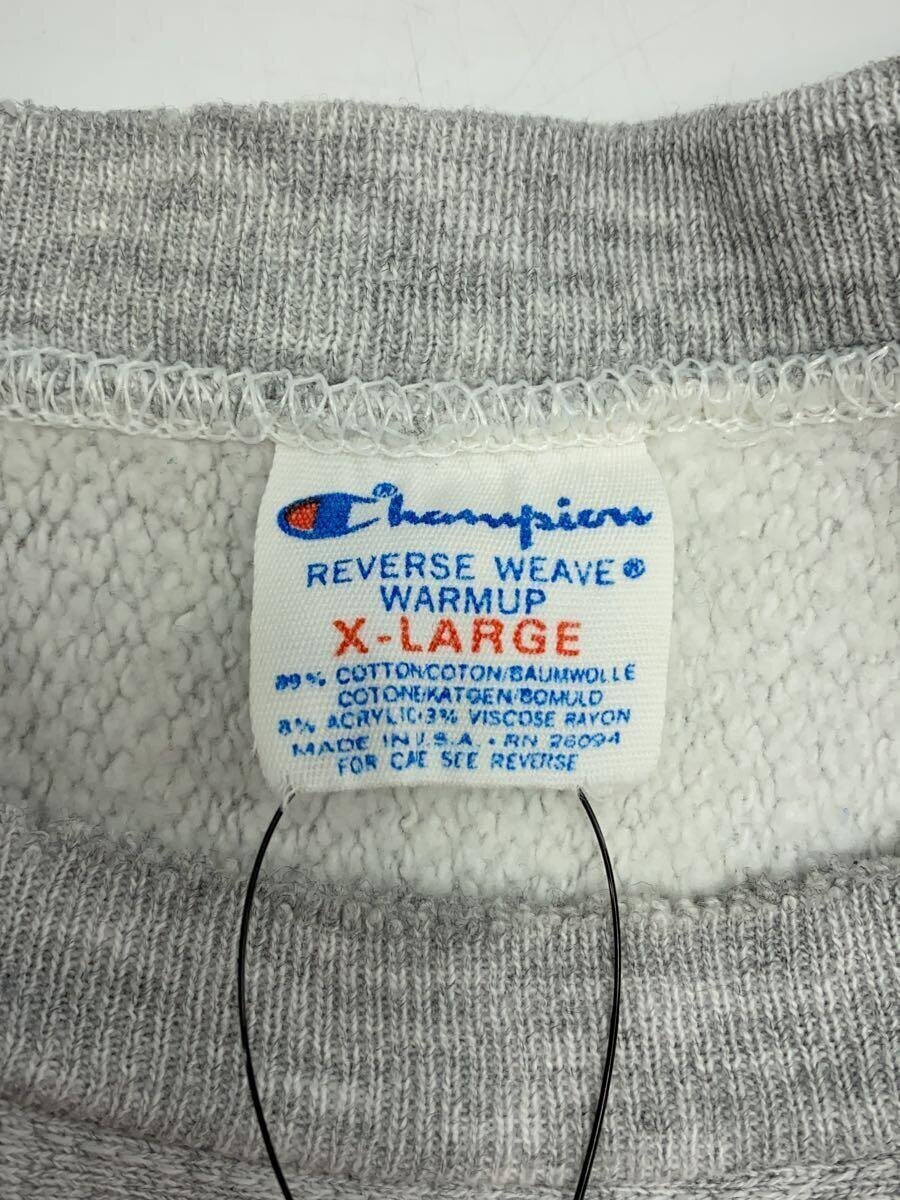 Champion®
REVERSE WEAVE®
WARMUP
X-LARGE
89% COTTON/COTON/BAUMWOLLE
COTONE/KATOEN/BOMULD
8% ACRYLIC·3% VISCOSE RAYON
MADE IN U.S.A. · RN 26094
FOR CAE SEE REVERSE